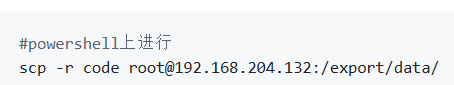 #powershell上进行
scp -r code root@192.168.204.132:/export/data/